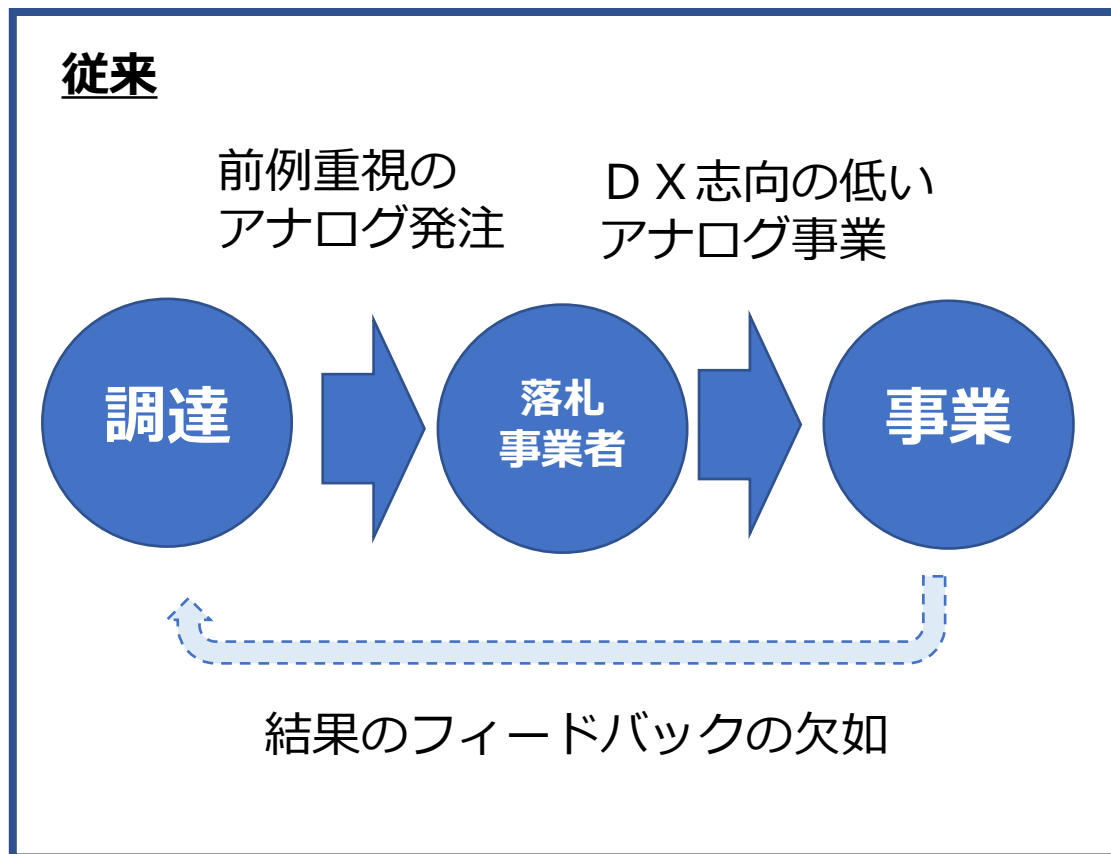 従来
前例重視の
アナログ発注
ＤＸ志向の低い
アナログ事業
調達
落札
事業者
事業
結果のフィードバックの欠如